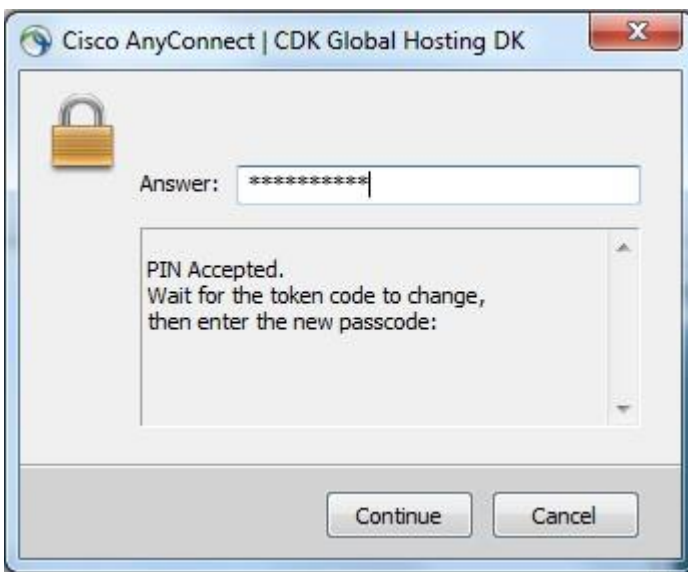 Cisco AnyConnect | CDK Global Hosting DK
Answer: **********
PIN Accepted.
Wait for the token code to change,
then enter the new passcode:
Continue Cancel